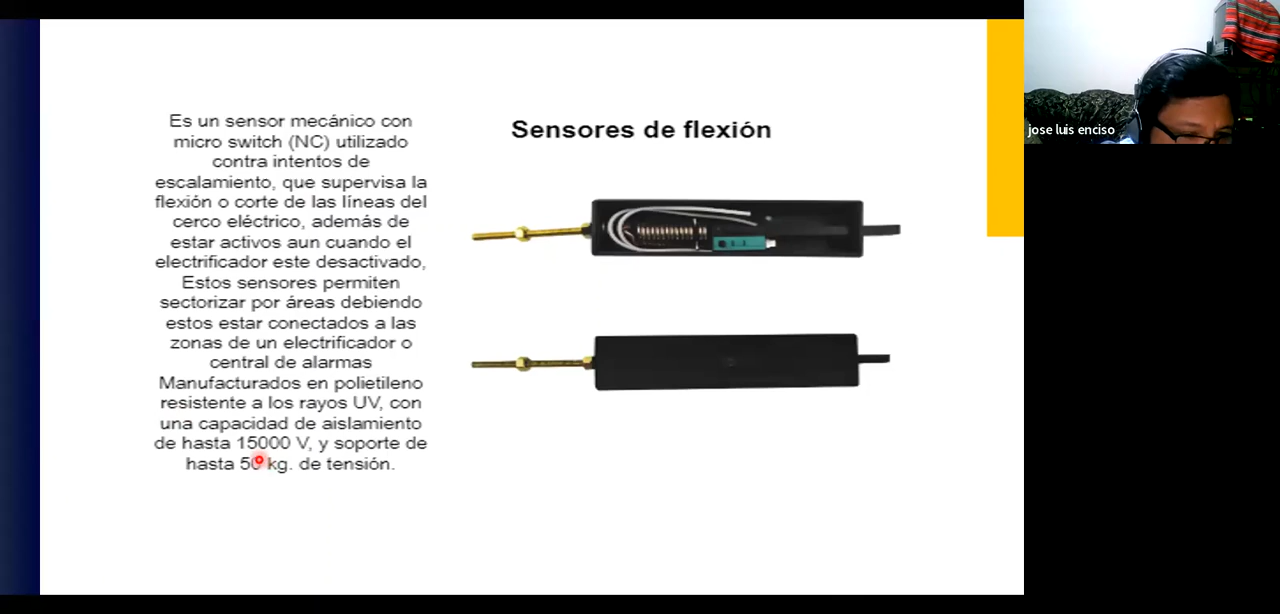 Es un sensor mecánico con
micro switch (NC) utilizado
contra intentos de
escalamiento, que supervisa la
flexión o corte de las líneas del
cerco eléctrico, además de
estar activos aun cuando el
electrificador este desactivado,
Estos sensores permiten
sectorizar por áreas debiendo
estos estar conectados a las
zonas de un electrificador o
central de alarmas
Manufacturados en polietileno
resistente a los rayos UV, con
una capacidad de aislamiento
de hasta 15000 V, y soporte de
hasta 50 kg. de tensión.
Sensores de flexión
jose luis enciso